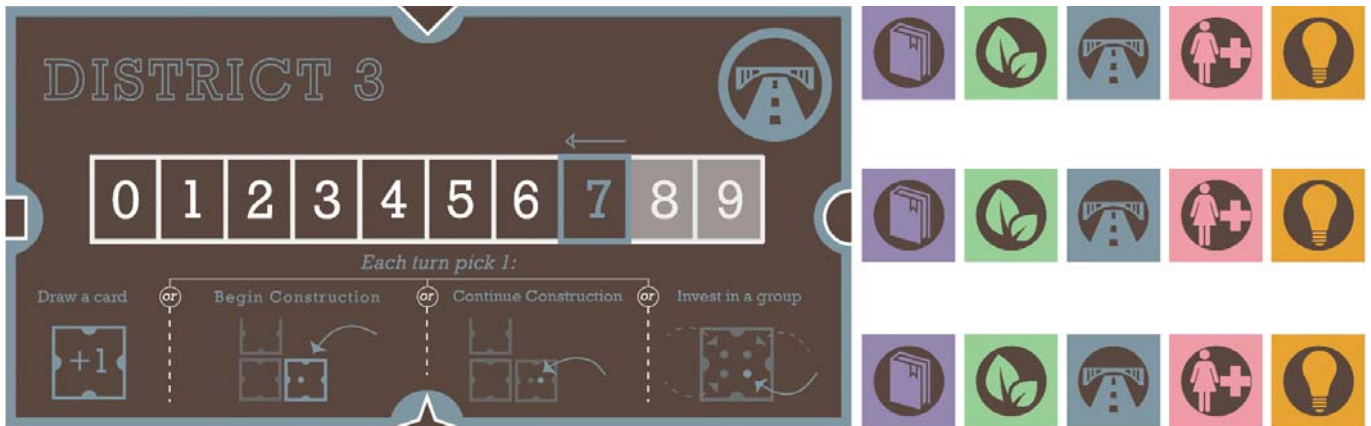 DISTRICT 3
0 1 2 3 4 5 6 7 8 9
Each turn pick 1:
Draw a card or Begin Construction or Continue Construction or Invest in a group
+1